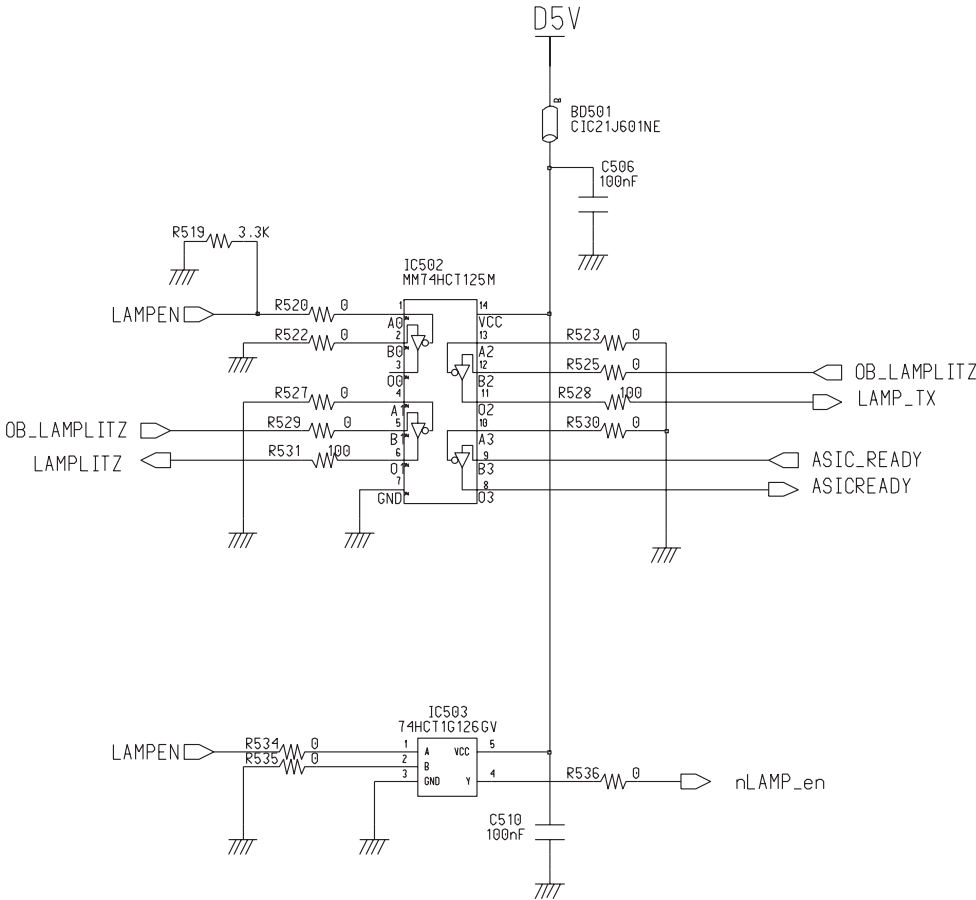 D5V
BD501
CIC21J601NE
C506
100nF
R519 3.3K
IC502
MM74HCT125M
LAMPEN
R520 0
1
A0
14
VCC
R522 0
2
B0
13
A2
R523 0
3
O0
12
B2
R525 0
OB_LAMPLITZ
R527 0
4
A1
11
O2
R528 100
LAMP_TX
OB_LAMPLITZ
R529 0
5
B1
10
A3
R530 0
LAMPLITZ
R531 100
6
O1
9
B3
ASIC_READY
7
GND
8
O3
ASICREADY
IC503
74HCT1G126GV
LAMPEN
R534 0
1 A VCC 5
R535 0
2 B
3 GND Y 4
R536 0
nLAMP_en
C510
100nF